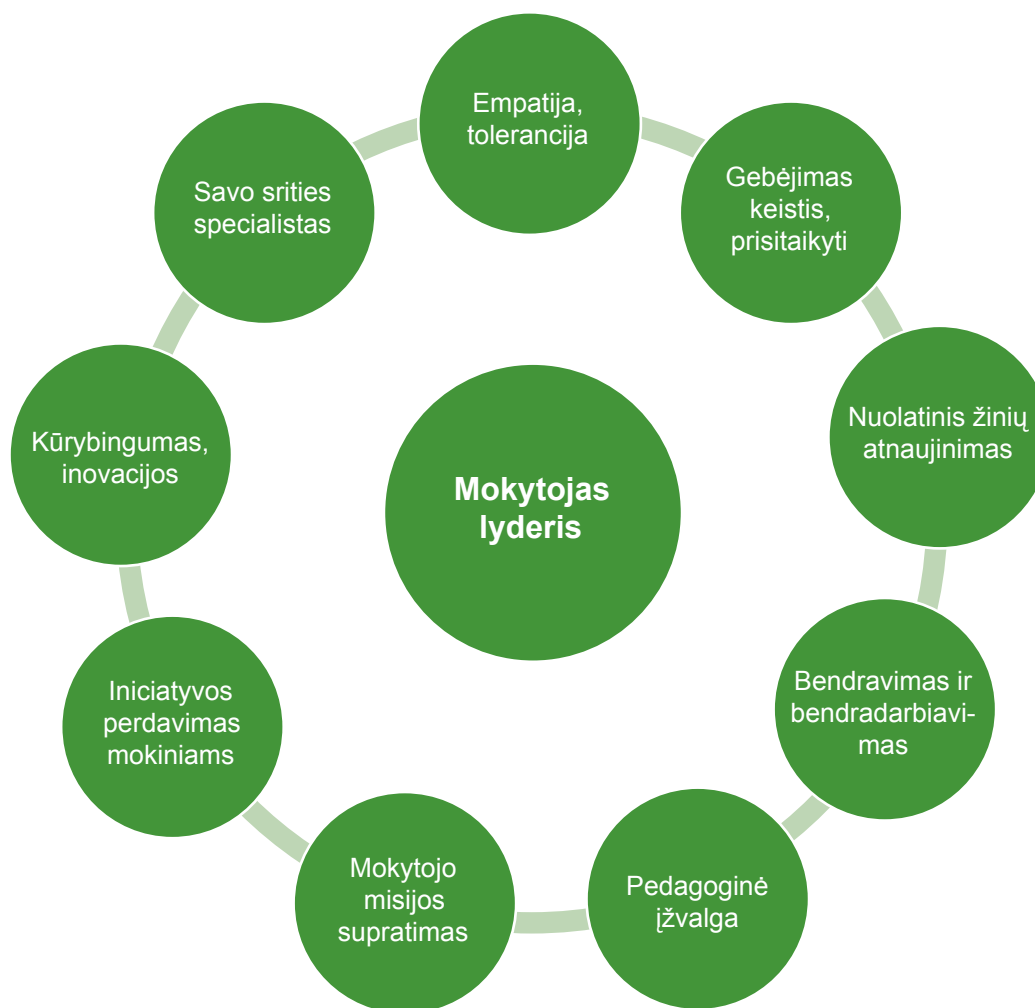 Empatija,
tolerancija
Gebėjimas
keistis,
prisitaikyti
Nuolatinis žinių
atnaujinimas
Bendravimas ir
bendradarbiavi-
mas
Pedagoginė
įžvalga
Mokytojo
misijos
supratimas
Iniciatyvos
perdavimas
mokiniams
Kūrybingumas,
inovacijos
Savo srities
specialistas
Mokytojas
lyderis